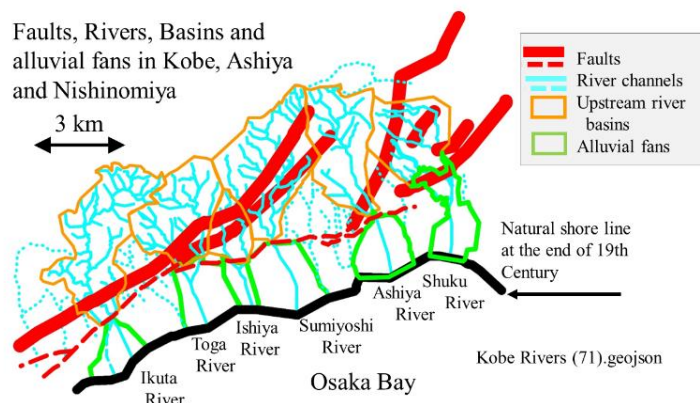 Faults, Rivers, Basins and
alluvial fans in Kobe, Ashiya
and Nishinomiya
3 km
Faults
River channels
Upstream river
basins
Alluvial fans
Natural shore line
at the end of 19th
Century
Shuku
River
Ashiya
River
Sumiyoshi
River
Ishiya
River
Toga
River
Ikuta
River
Osaka Bay
Kobe Rivers (71).geojson